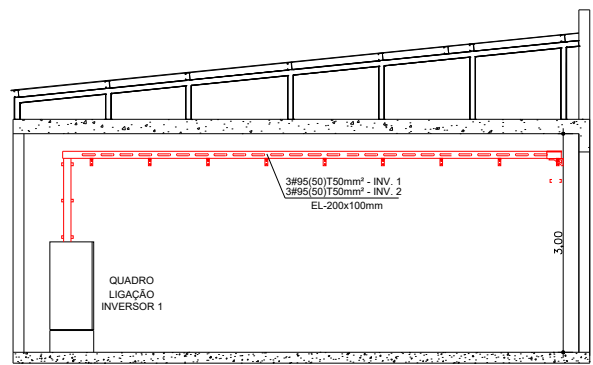 3#95(50)T50mm² - INV. 1
3#95(50)T50mm² - INV. 2
EL-200x100mm
3,00
QUADRO
LIGAÇÃO
INVERSOR 1